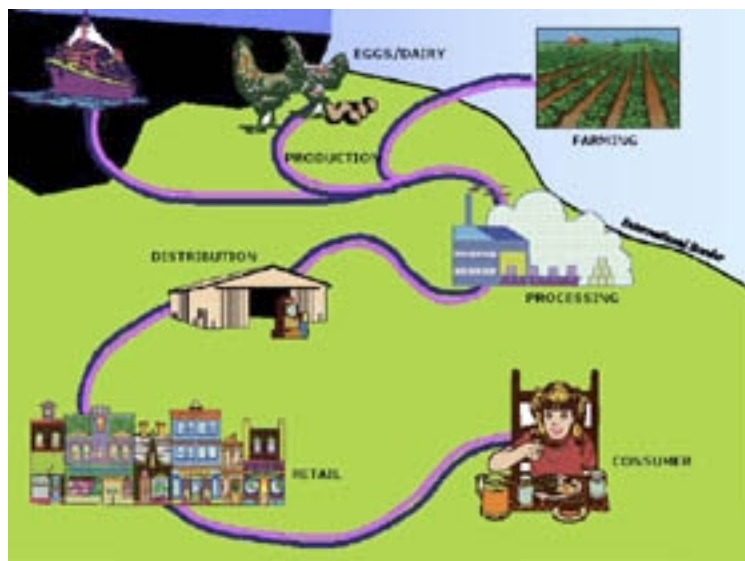 EGGS/DAIRY
FARMING
PRODUCTION
International Border
DISTRIBUTION
PROCESSING
RETAIL
CONSUMER